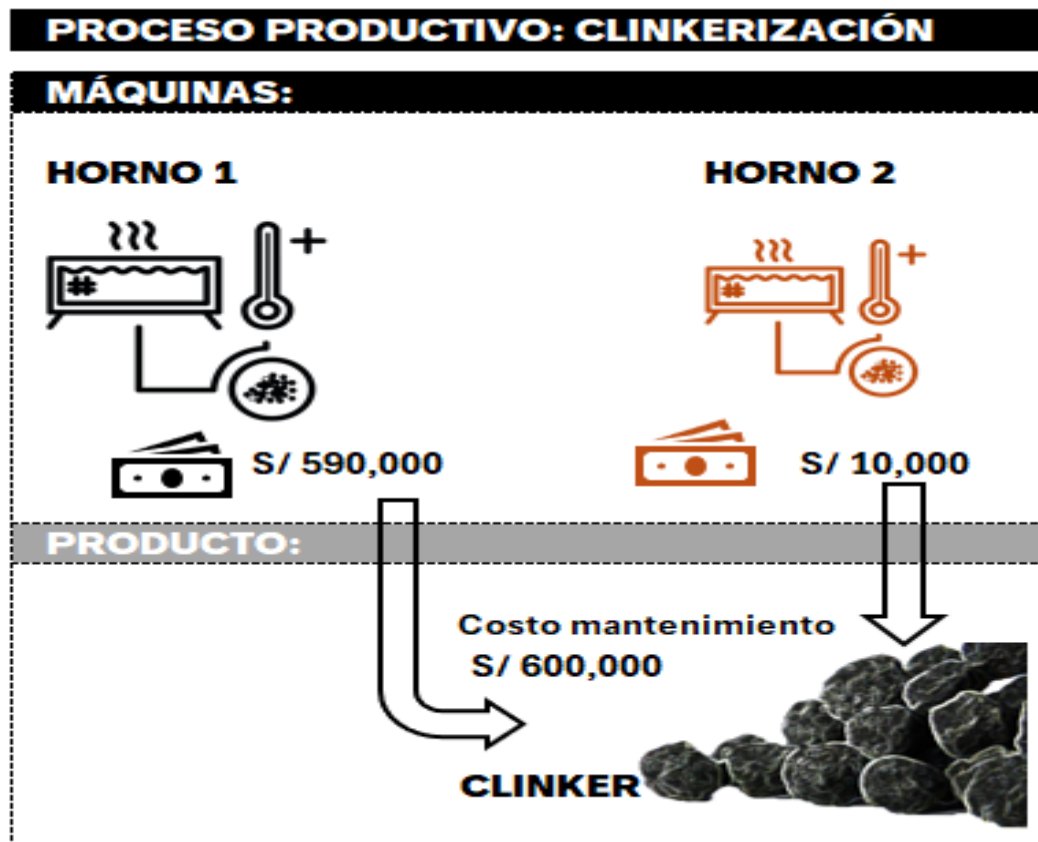 PROCESO PRODUCTIVO: CLINKERIZACIÓN
MÁQUINAS:
HORNO 1
HORNO 2
S/ 590,000
S/ 10,000
PRODUCTO:
Costo mantenimiento
S/ 600,000
CLINKER